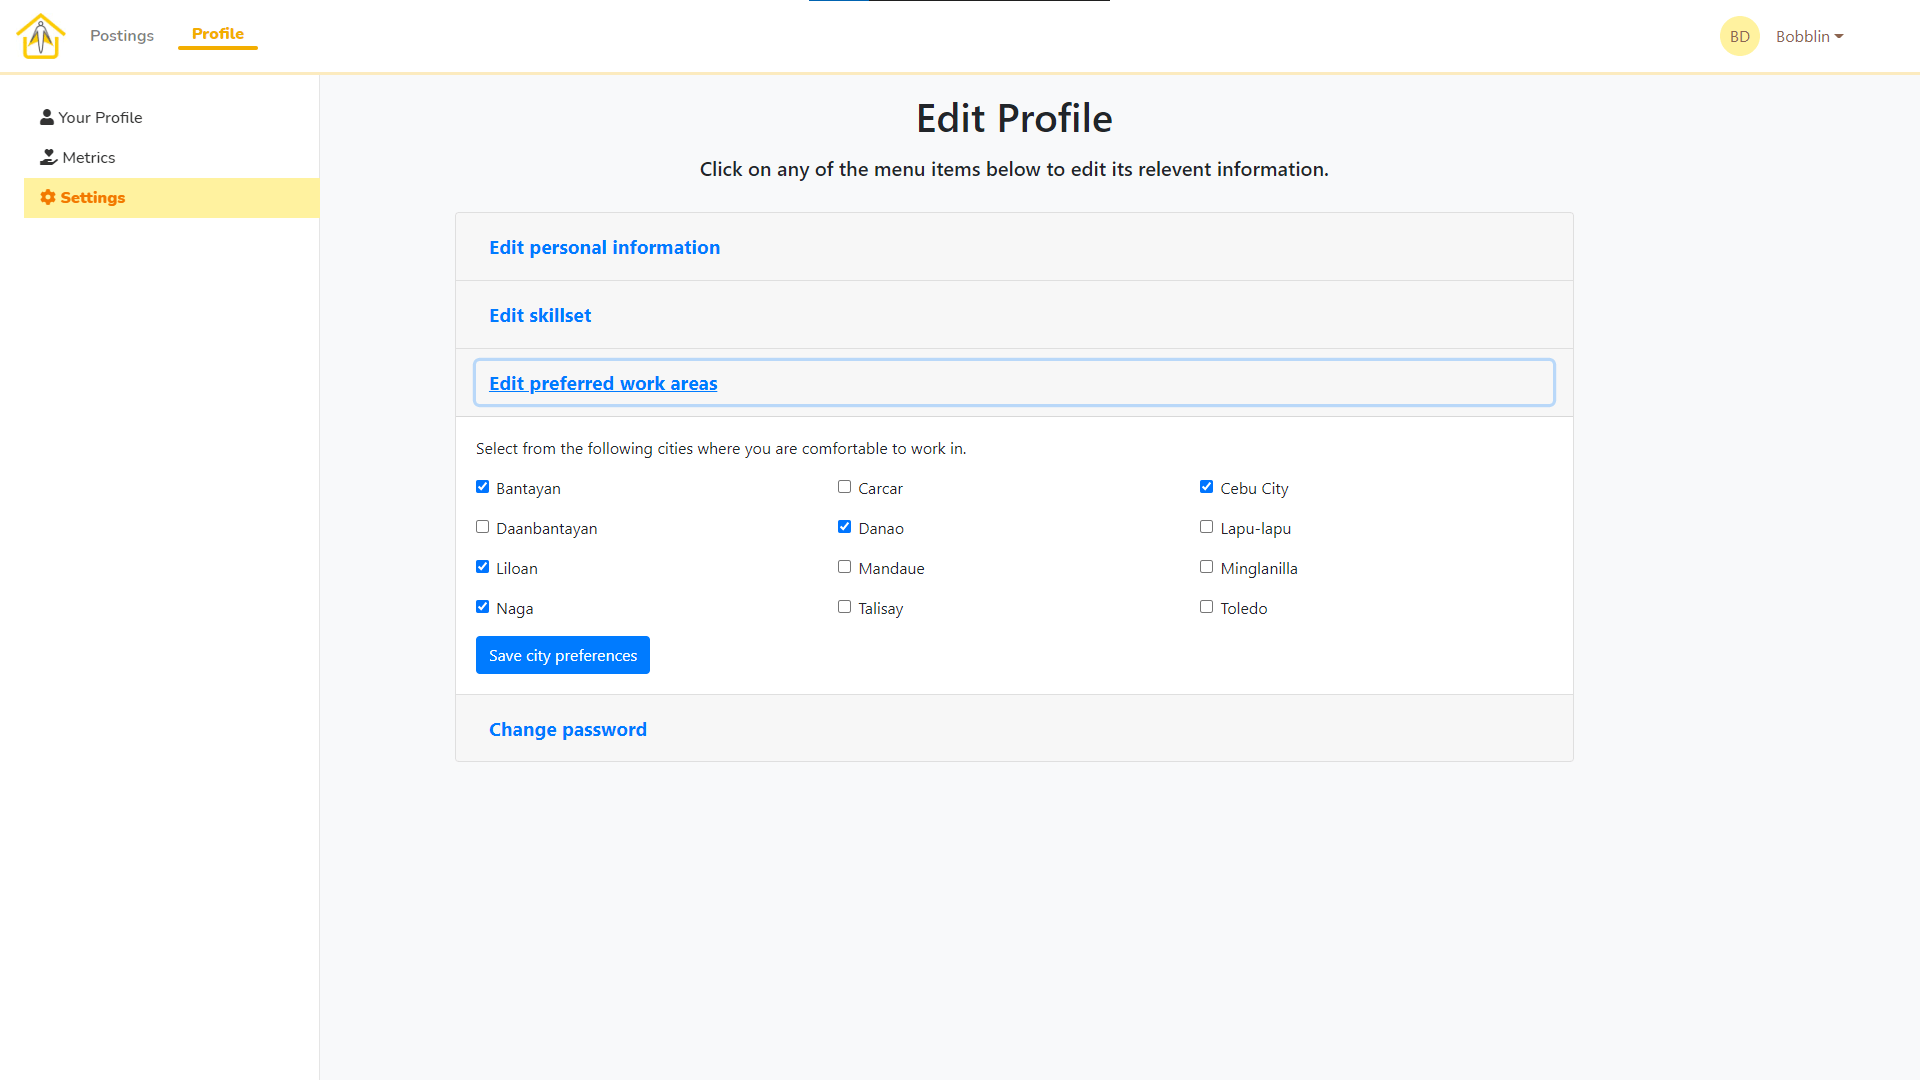 Postings
Profile
BD
Bobblin
Your Profile
Metrics
Settings
Edit Profile
Click on any of the menu items below to edit its relevent information.
Edit personal information
Edit skillset
Edit preferred work areas
Select from the following cities where you are comfortable to work in.
Bantayan
Carcar
Cebu City
Daanbantayan
Danao
Lapu-lapu
Liloan
Mandaue
Minglanilla
Naga
Talisay
Toledo
Save city preferences
Change password